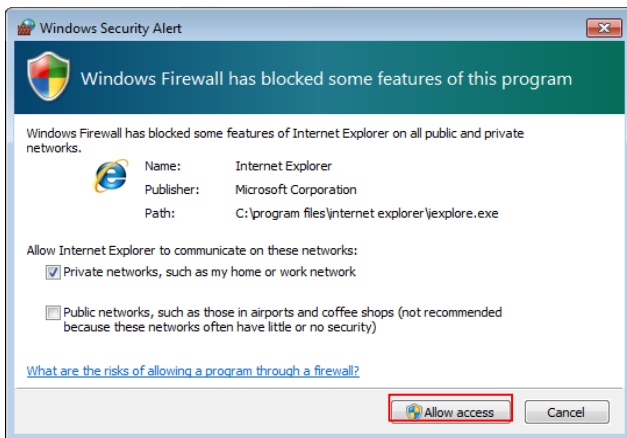 Windows Security Alert
Windows Firewall has blocked some features of this program
Windows Firewall has blocked some features of Internet Explorer on all public and private
networks.
Name: Internet Explorer
Publisher: Microsoft Corporation
Path: C:\program files\internet explorer\iexplore.exe
Allow Internet Explorer to communicate on these networks:
Private networks, such as my home or work network
Public networks, such as those in airports and coffee shops (not recommended
because these networks often have little or no security)
What are the risks of allowing a program through a firewall?
Allow access Cancel